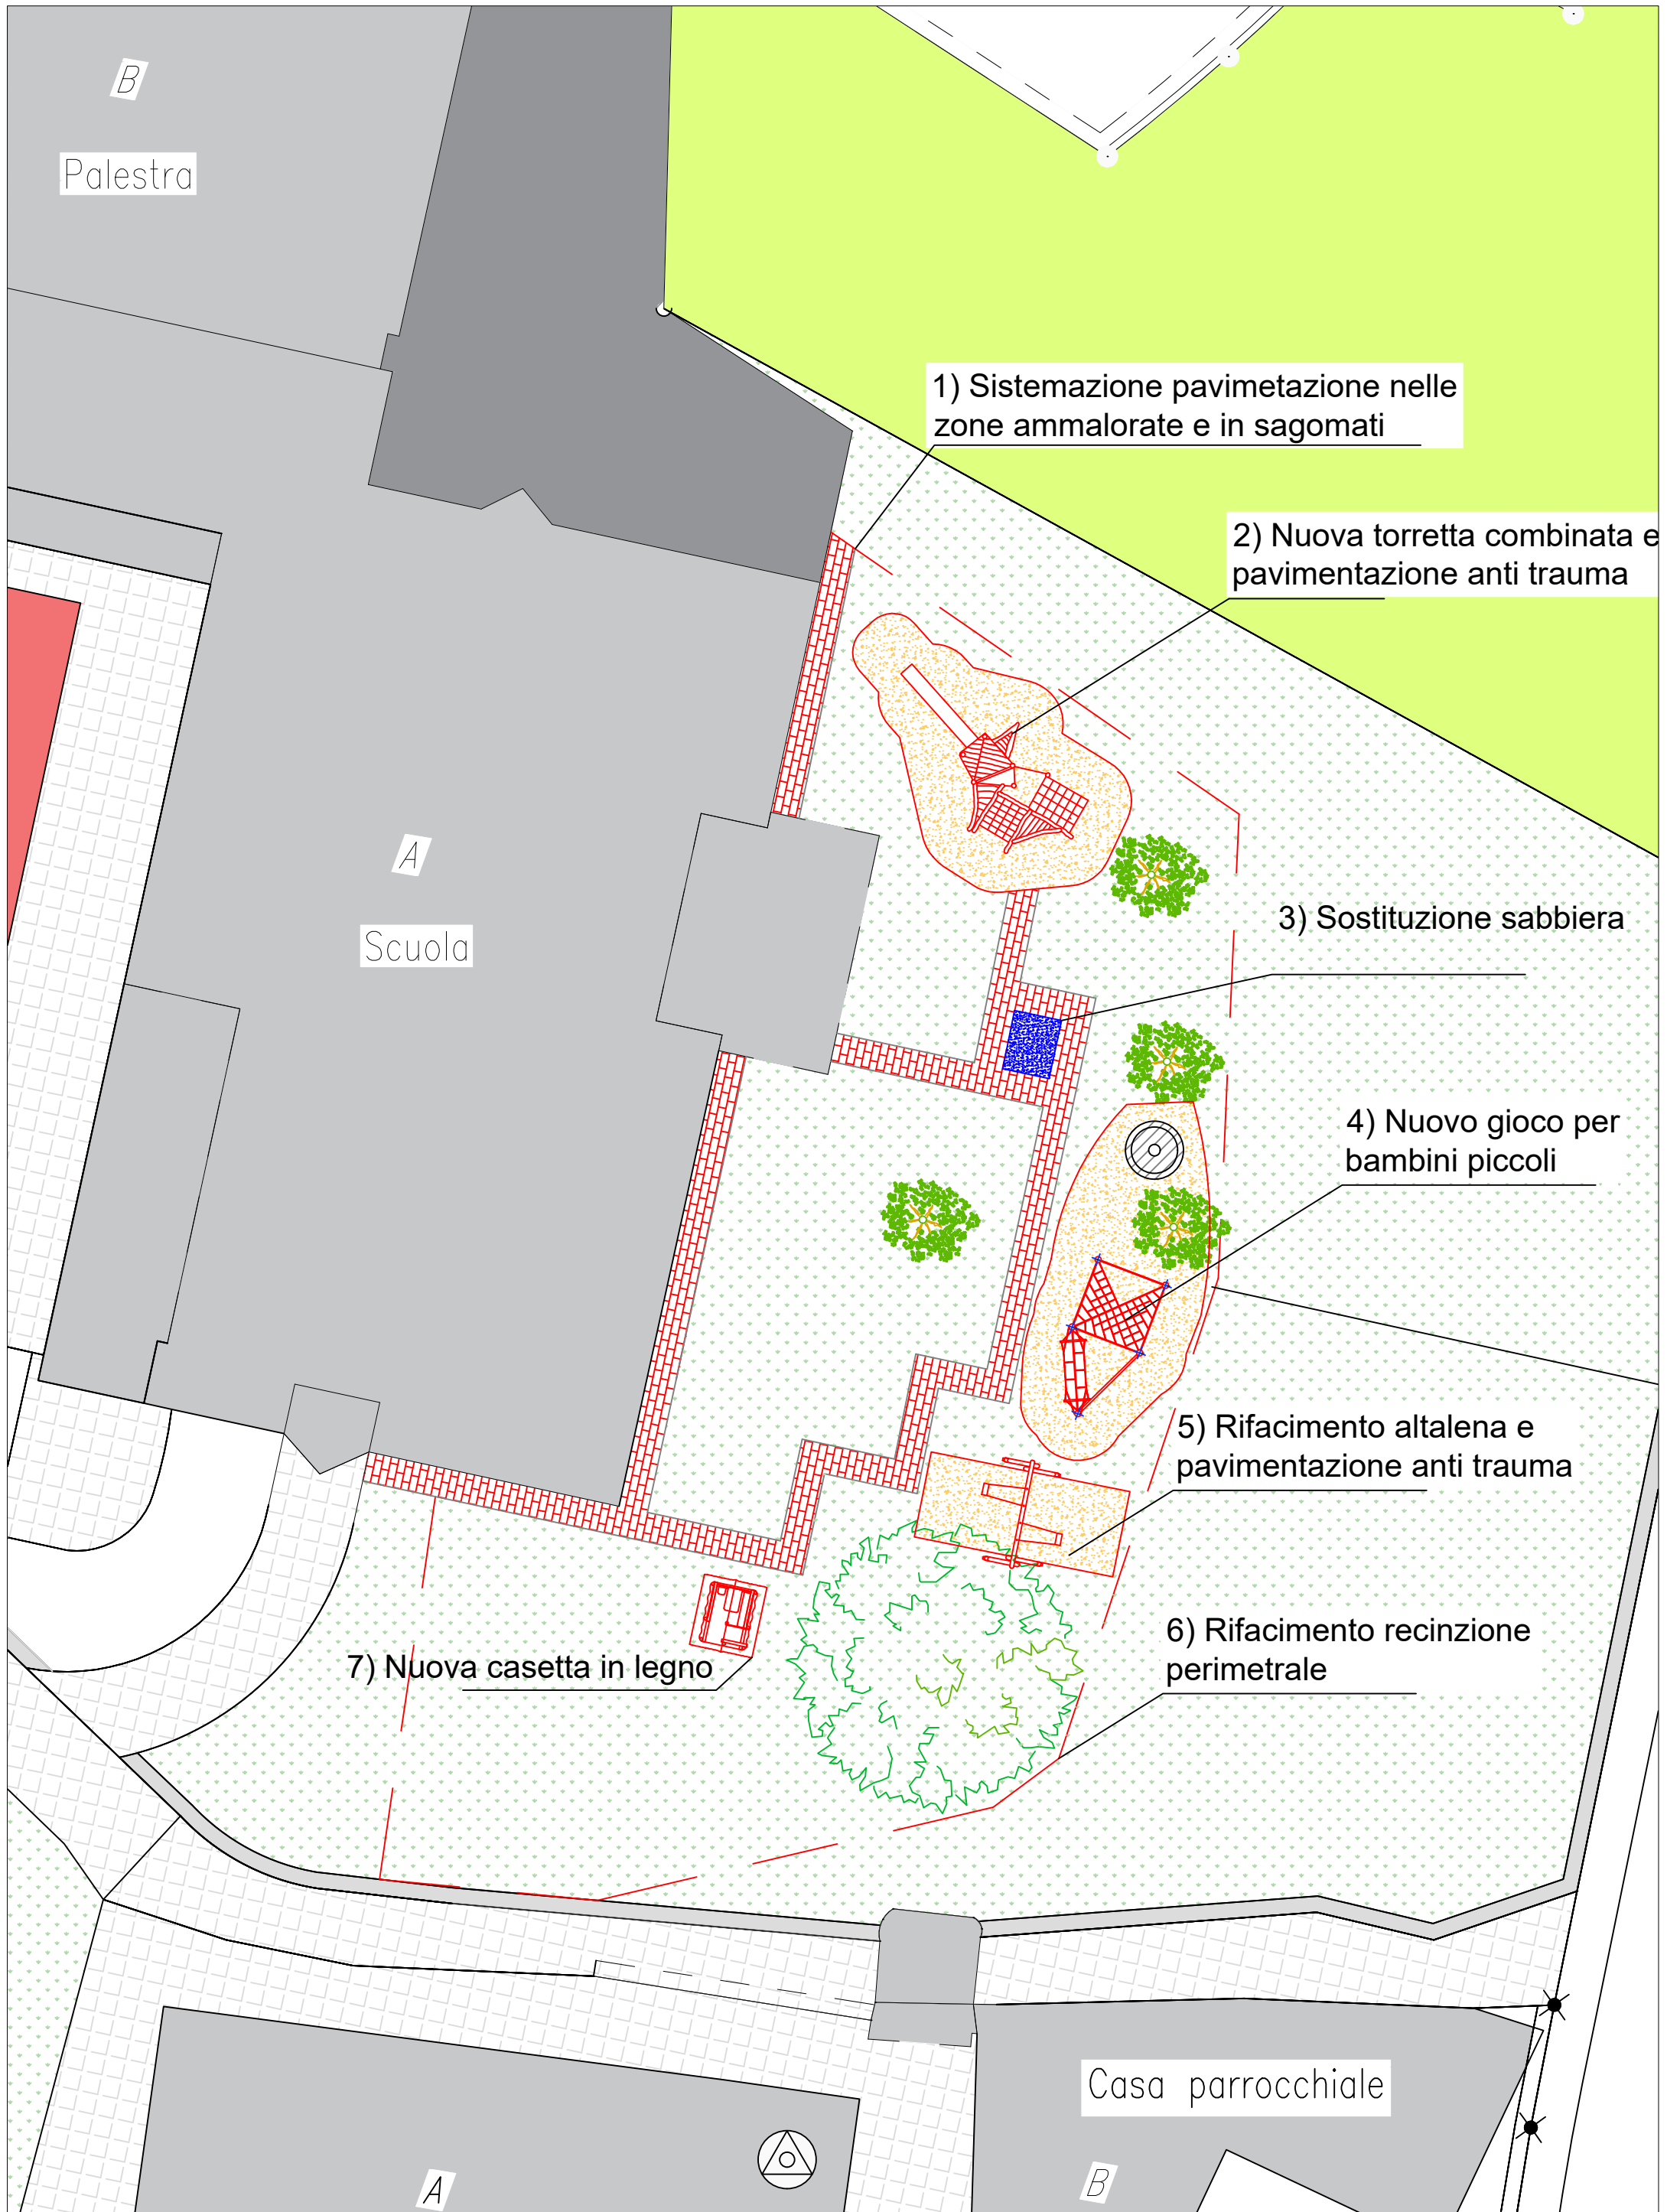 B
Palestra
1) Sistemazione pavimetazione nelle
zone ammalorate e in sagomati
2) Nuova torretta combinata e
pavimentazione anti trauma
A
Scuola
3) Sostituzione sabbiera
4) Nuovo gioco per
bambini piccoli
5) Rifacimento altalena e
pavimentazione anti trauma
6) Rifacimento recinzione
perimetrale
7) Nuova casetta in legno
Casa parrocchiale
A
B